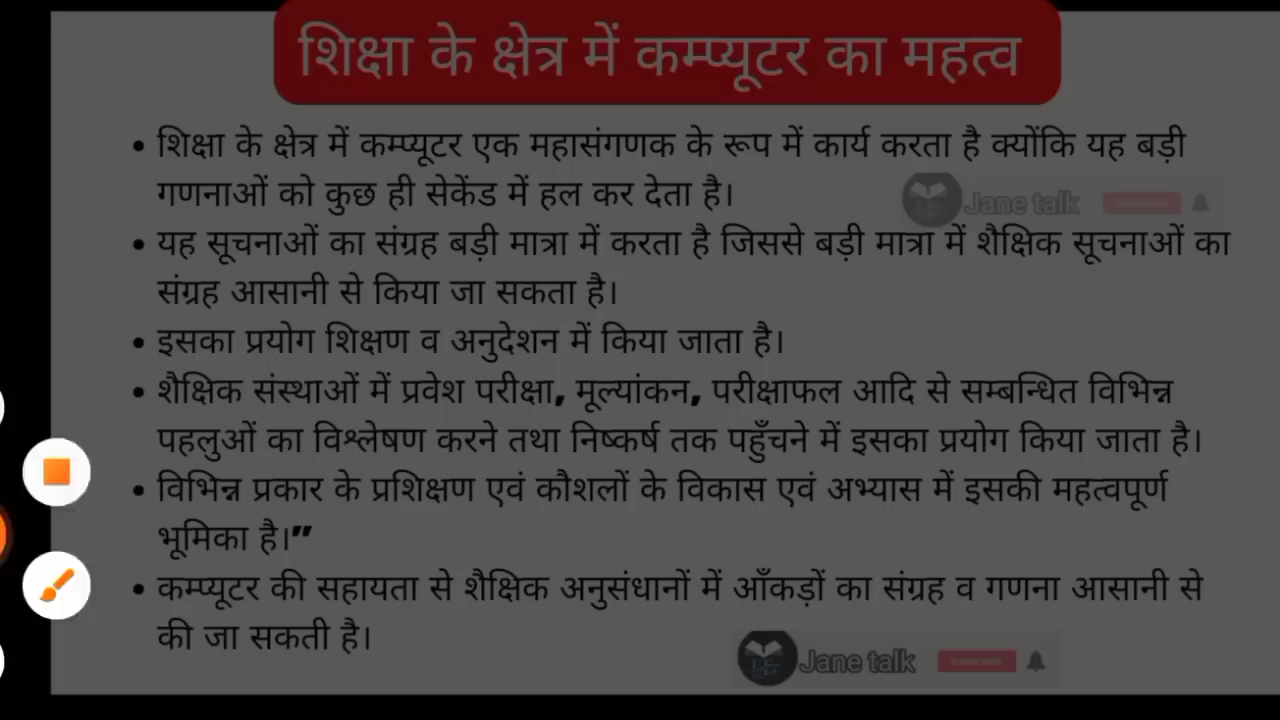 शिक्षा के क्षेत्र में कम्प्यूटर का महत्व
• शिक्षा के क्षेत्र में कम्प्यूटर एक महासंगणक के रूप में कार्य करता है क्योंकि यह बड़ी
गणनाओं को कुछ ही सेकेंड में हल कर देता है।
Jane talk
• यह सूचनाओं का संग्रह बड़ी मात्रा में करता है जिससे बड़ी मात्रा में शैक्षिक सूचनाओं का
संग्रह आसानी से किया जा सकता है।
• इसका प्रयोग शिक्षण व अनुदेशन में किया जाता है।
• शैक्षिक संस्थाओं में प्रवेश परीक्षा, मूल्यांकन, परीक्षाफल आदि से सम्बन्धित विभिन्न
पहलुओं का विश्लेषण करने तथा निष्कर्ष तक पहुँचने में इसका प्रयोग किया जाता है।
• विभिन्न प्रकार के प्रशिक्षण एवं कौशलों के विकास एवं अभ्यास में इसकी महत्वपूर्ण
भूमिका है।”
• कम्प्यूटर की सहायता से शैक्षिक अनुसंधानों में आँकड़ों का संग्रह व गणना आसानी से
की जा सकती है।
Jane talk